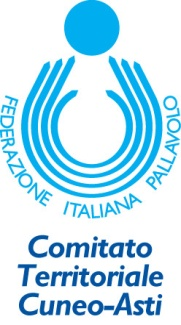 FEDERAZIONE ITALIANA PALLAVOLO
Comitato
Territoriale
Cuneo-Asti